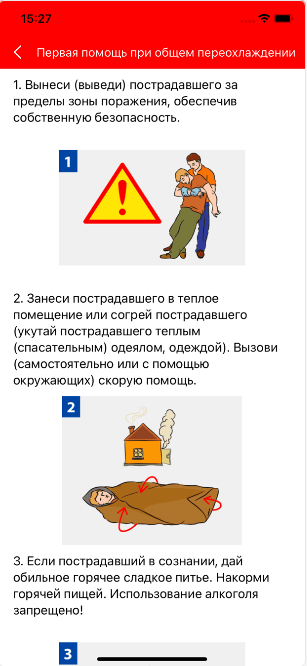 15:27
Первая помощь при общем переохлаждении
1. Вынеси (выведи) пострадавшего за
пределы зоны поражения, обеспечив
собственную безопасность.
1
2. Занеси пострадавшего в теплое
помещение или согрей пострадавшего
(укутай пострадавшего теплым
(спасательным) одеялом, одеждой). Вызови
(самостоятельно или с помощью
окружающих) скорую помощь.
2
3. Если пострадавший в сознании, дай
обильное горячее сладкое питье. Накорми
горячей пищей. Использование алкоголя
запрещено!
3